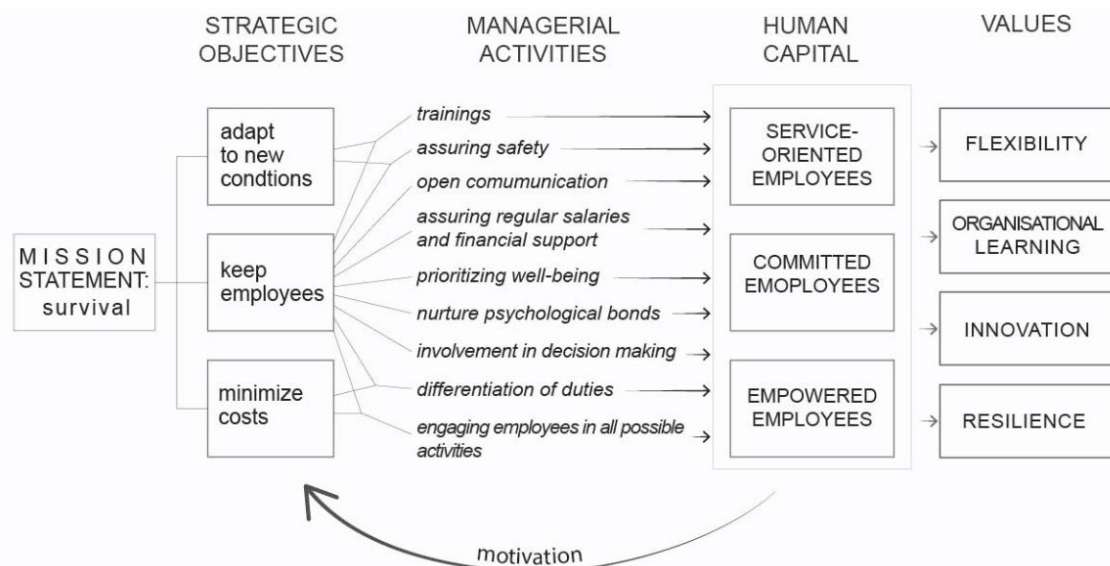 STRATEGIC
OBJECTIVES
MANAGERIAL
ACTIVITIES
HUMAN
CAPITAL
VALUES
MISSION
STATEMENT:
survival
adapt
to new
condtions
keep
employees
minimize
costs
trainings
assuring safety
open comumunication
assuring regular salaries
and financial support
prioritizing well-being
nurture psychological bonds
involvement in decision making
differentiation of duties
engaging employees in all possible
activities
SERVICE-
ORIENTED
EMPLOYEES
COMMITTED
EMOPLOYEES
EMPOWERED
EMPLOYEES
FLEXIBILITY
ORGANISATIONAL
LEARNING
INNOVATION
RESILIENCE
motivation